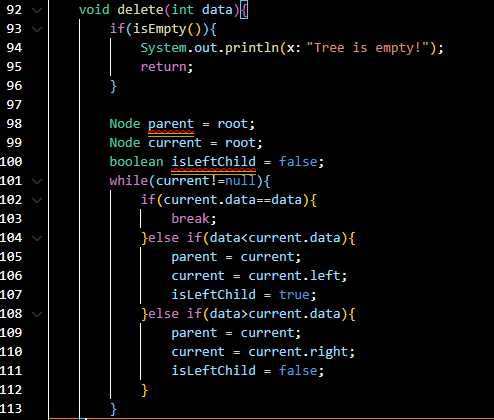 92 void delete(int data){
93 if(isEmpty()){
94 System.out.println(x: "Tree is empty!");
95 return;
96 }
97
98 Node parent = root;
99 Node current = root;
100 boolean isLeftChild = false;
101 while(current!=null){
102 if(current.data==data){
103 break;
104 }else if(data<current.data){
105 parent = current;
106 current = current.left;
107 isLeftChild = true;
108 }else if(data>current.data){
109 parent = current;
110 current = current.right;
111 isLeftChild = false;
112 }
113 }